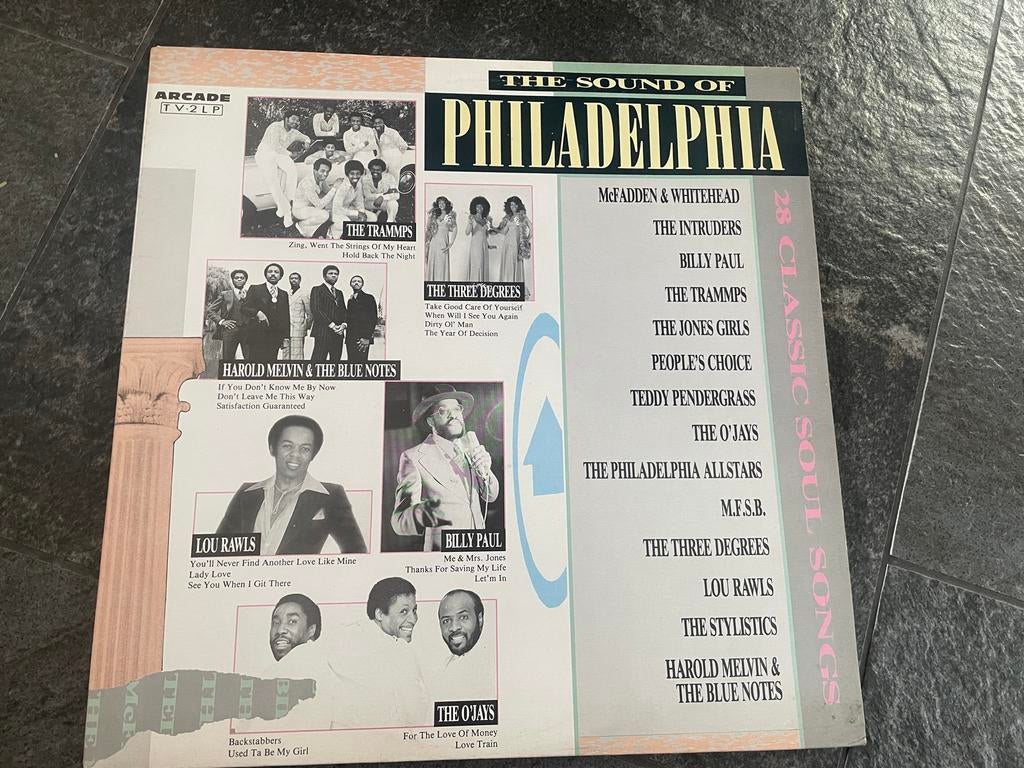 THE SOUND OF
PHILADELPHIA
ARCADE
TV·2LP
THE TRAMMPS
Zing, Went The Strings Of My Heart
Hold Back The Night
THE THREE DEGREES
Take Good Care Of Yourself
When Will I See You Again
Dirty Ol' Man
The Year Of Decision
HAROLD MELVIN & THE BLUE NOTES
If You Don't Know Me By Now
Don't Leave Me This Way
Satisfaction Guaranteed
LOU RAWLS
You'll Never Find Another Love Like Mine
Lady Love
See You When I Git There
BILLY PAUL
Me & Mrs. Jones
Thanks For Saving My Life
Let'm In
THE O'JAYS
Backstabbers
Used Ta Be My Girl
For The Love Of Money
Love Train
McFADDEN & WHITEHEAD
THE INTRUDERS
BILLY PAUL
THE TRAMMPS
THE JONES GIRLS
PEOPLE'S CHOICE
TEDDY PENDERGRASS
THE O'JAYS
THE PHILADELPHIA ALLSTARS
M.F.S.B.
THE THREE DEGREES
LOU RAWLS
THE STYLISTICS
HAROLD MELVIN &
THE BLUE NOTES
28 CLASSIC SOUL SONGS